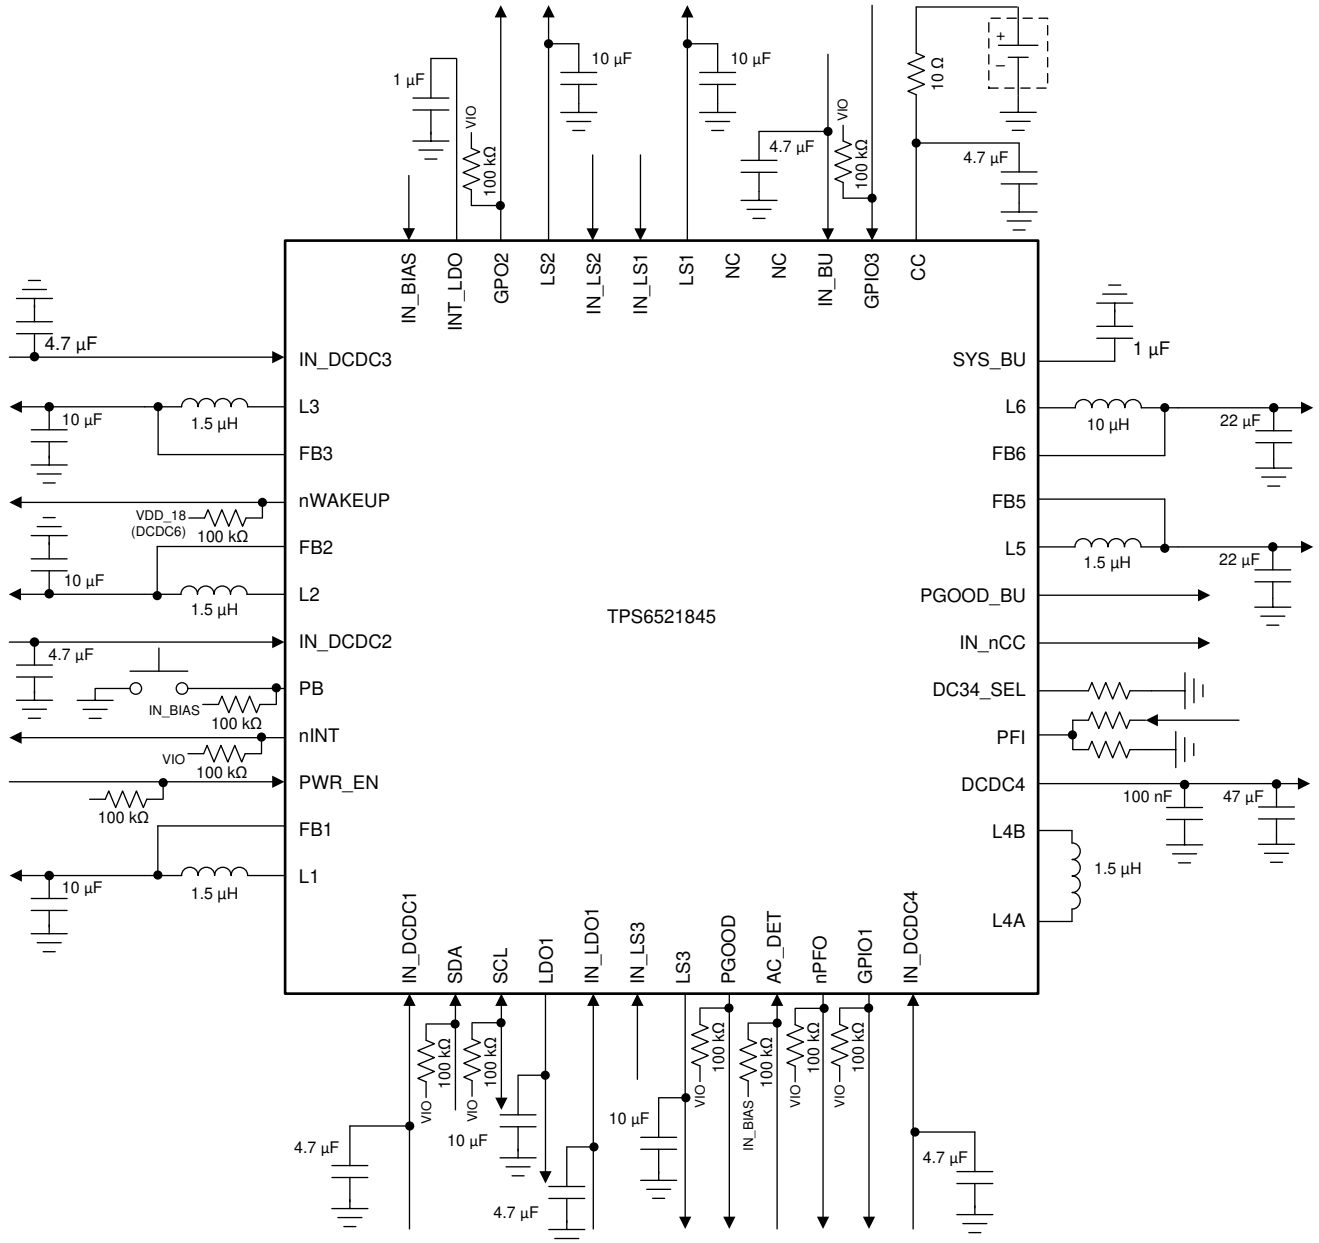 1 µF
VIO
100 kΩ
10 µF
10 µF
4.7 µF
VIO
100 kΩ
10 Ω
+
–
4.7 µF
IN_BIAS
INT_LDO
GPO2
LS2
IN_LS2
IN_LS1
LS1
NC
NC
IN_BU
GPIO3
CC
4.7 µF
IN_DCDC3
10 µF
1.5 µH
L3
FB3
nWAKEUP
VDD_18
(DCDC6)
100 kΩ
FB2
10 µF
1.5 µH
L2
IN_DCDC2
4.7 µF
PB
IN_BIAS
100 kΩ
nINT
VIO
100 kΩ
PWR_EN
100 kΩ
FB1
10 µF
1.5 µH
L1
TPS6521845
SYS_BU
1 µF
L6
10 µH
22 µF
FB6
FB5
L5
1.5 µH
22 µF
PGOOD_BU
IN_nCC
DC34_SEL
PFI
DCDC4
100 nF
47 µF
L4B
1.5 µH
L4A
IN_DCDC1
SDA
SCL
LDO1
IN_LDO1
IN_LS3
LS3
PGOOD
AC_DET
nPFO
GPIO1
IN_DCDC4
4.7 µF
100 kΩ
VIO
100 kΩ
VIO
10 µF
4.7 µF
10 µF
100 kΩ
VIO
100 kΩ
IN_BIAS
100 kΩ
VIO
100 kΩ
VIO
4.7 µF